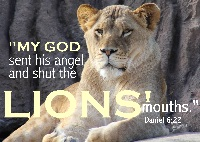 "MY GOD
sent his angel
and shut the
LIONS' mouths."
Daniel 6:22